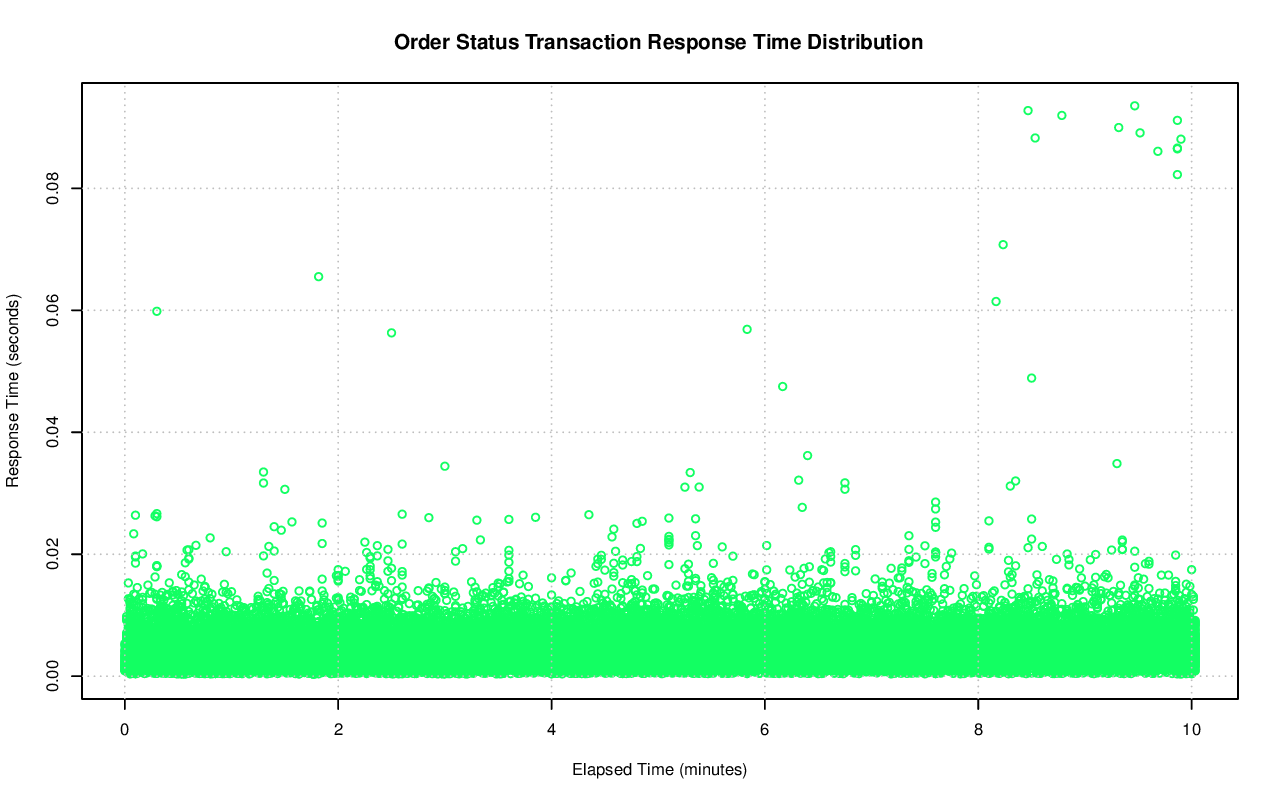 Order Status Transaction Response Time Distribution
Response Time (seconds)
0.08
0.06
0.04
0.02
0.00
0 2 4 6 8 10
Elapsed Time (minutes)